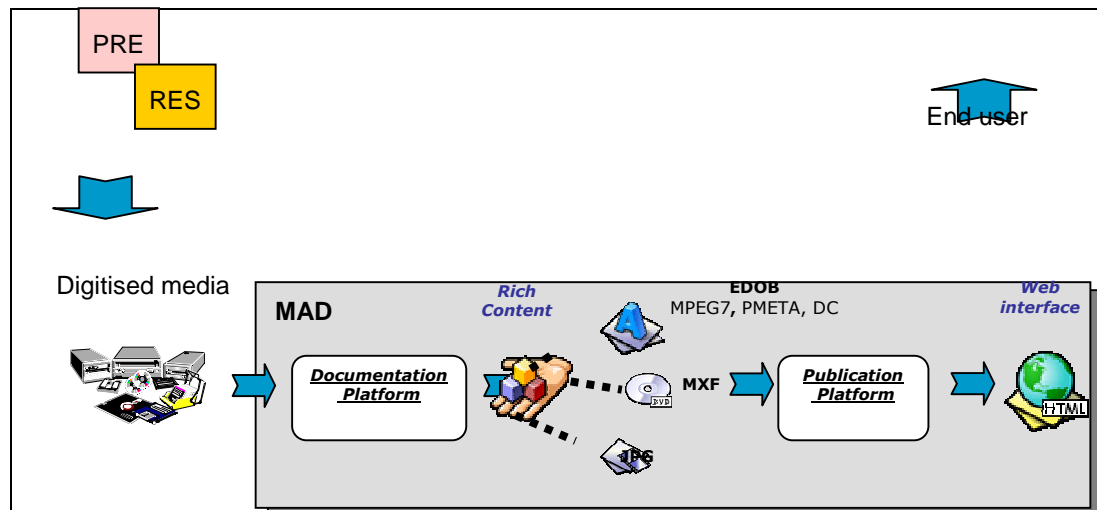 PRE
RES
End user
Digitised media
MAD
Rich
Content
EDOB
MPEG7, PMETA, DC
Web
interface
Documentation
Platform
MXF
DVD
Publication
Platform
HTML
JPG